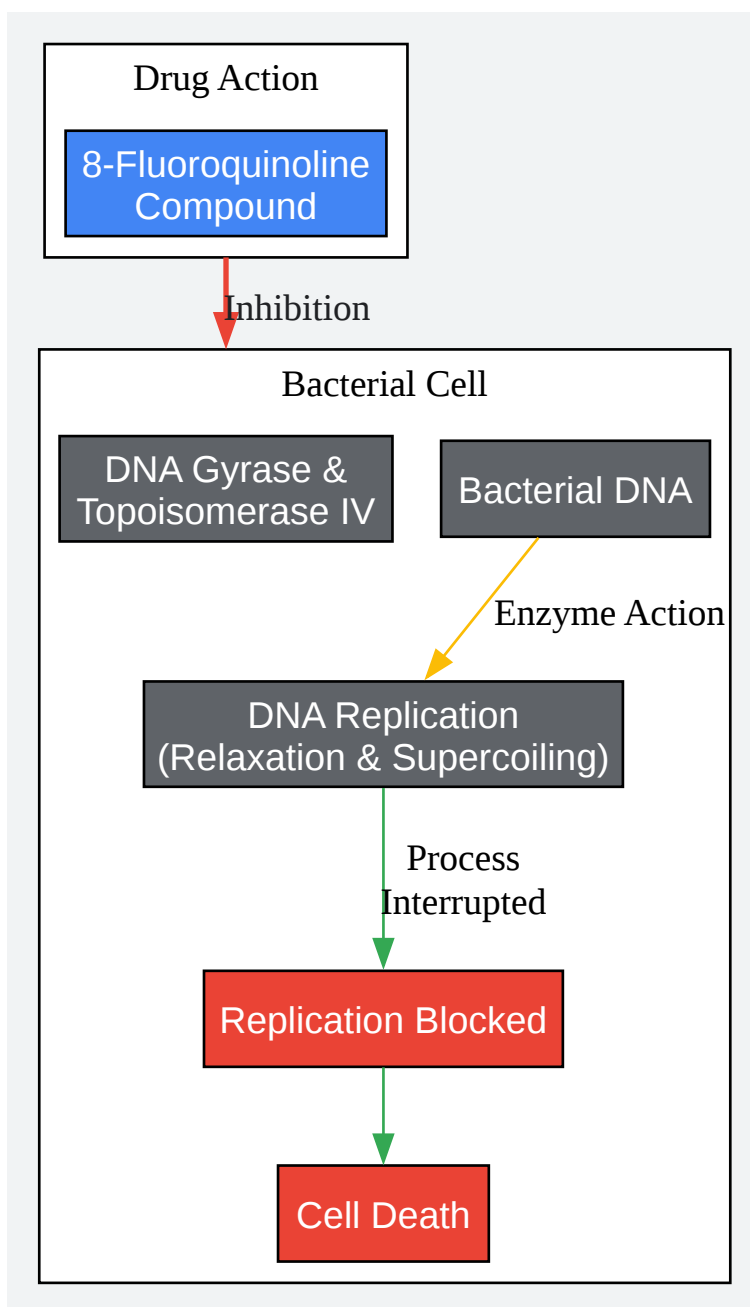 Drug Action
8-Fluoroquinoline
Compound
Inhibition
Bacterial Cell
DNA Gyrase &
Topoisomerase IV
Bacterial DNA
Enzyme Action
DNA Replication
(Relaxation & Supercoiling)
Process
Interrupted
Replication Blocked
Cell Death